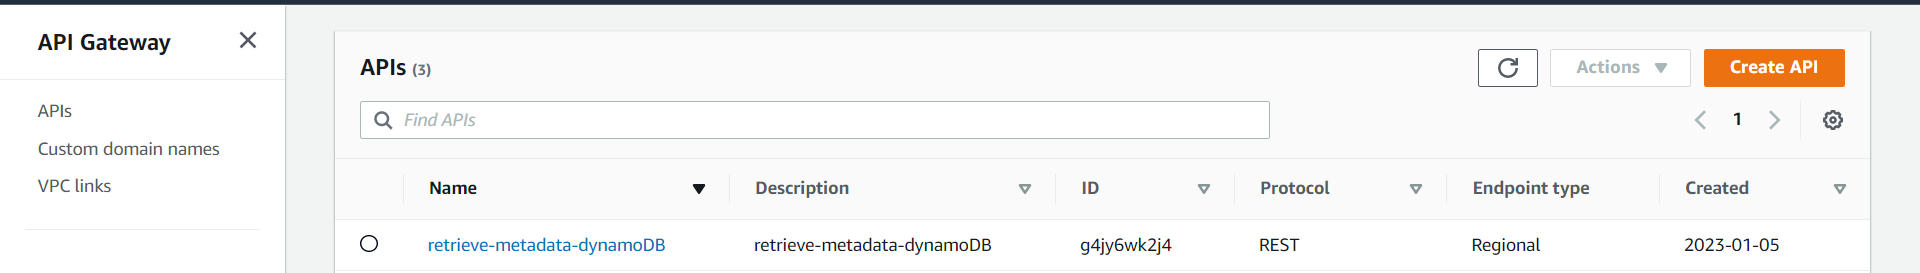 API Gateway
APIs
Custom domain names
VPC links
APIs (3)
Actions
Create API
Find APIs
1
Name Description ID Protocol Endpoint type Created
retrieve-metadata-dynamoDB retrieve-metadata-dynamoDB g4jy6wk2j4 REST Regional 2023-01-05